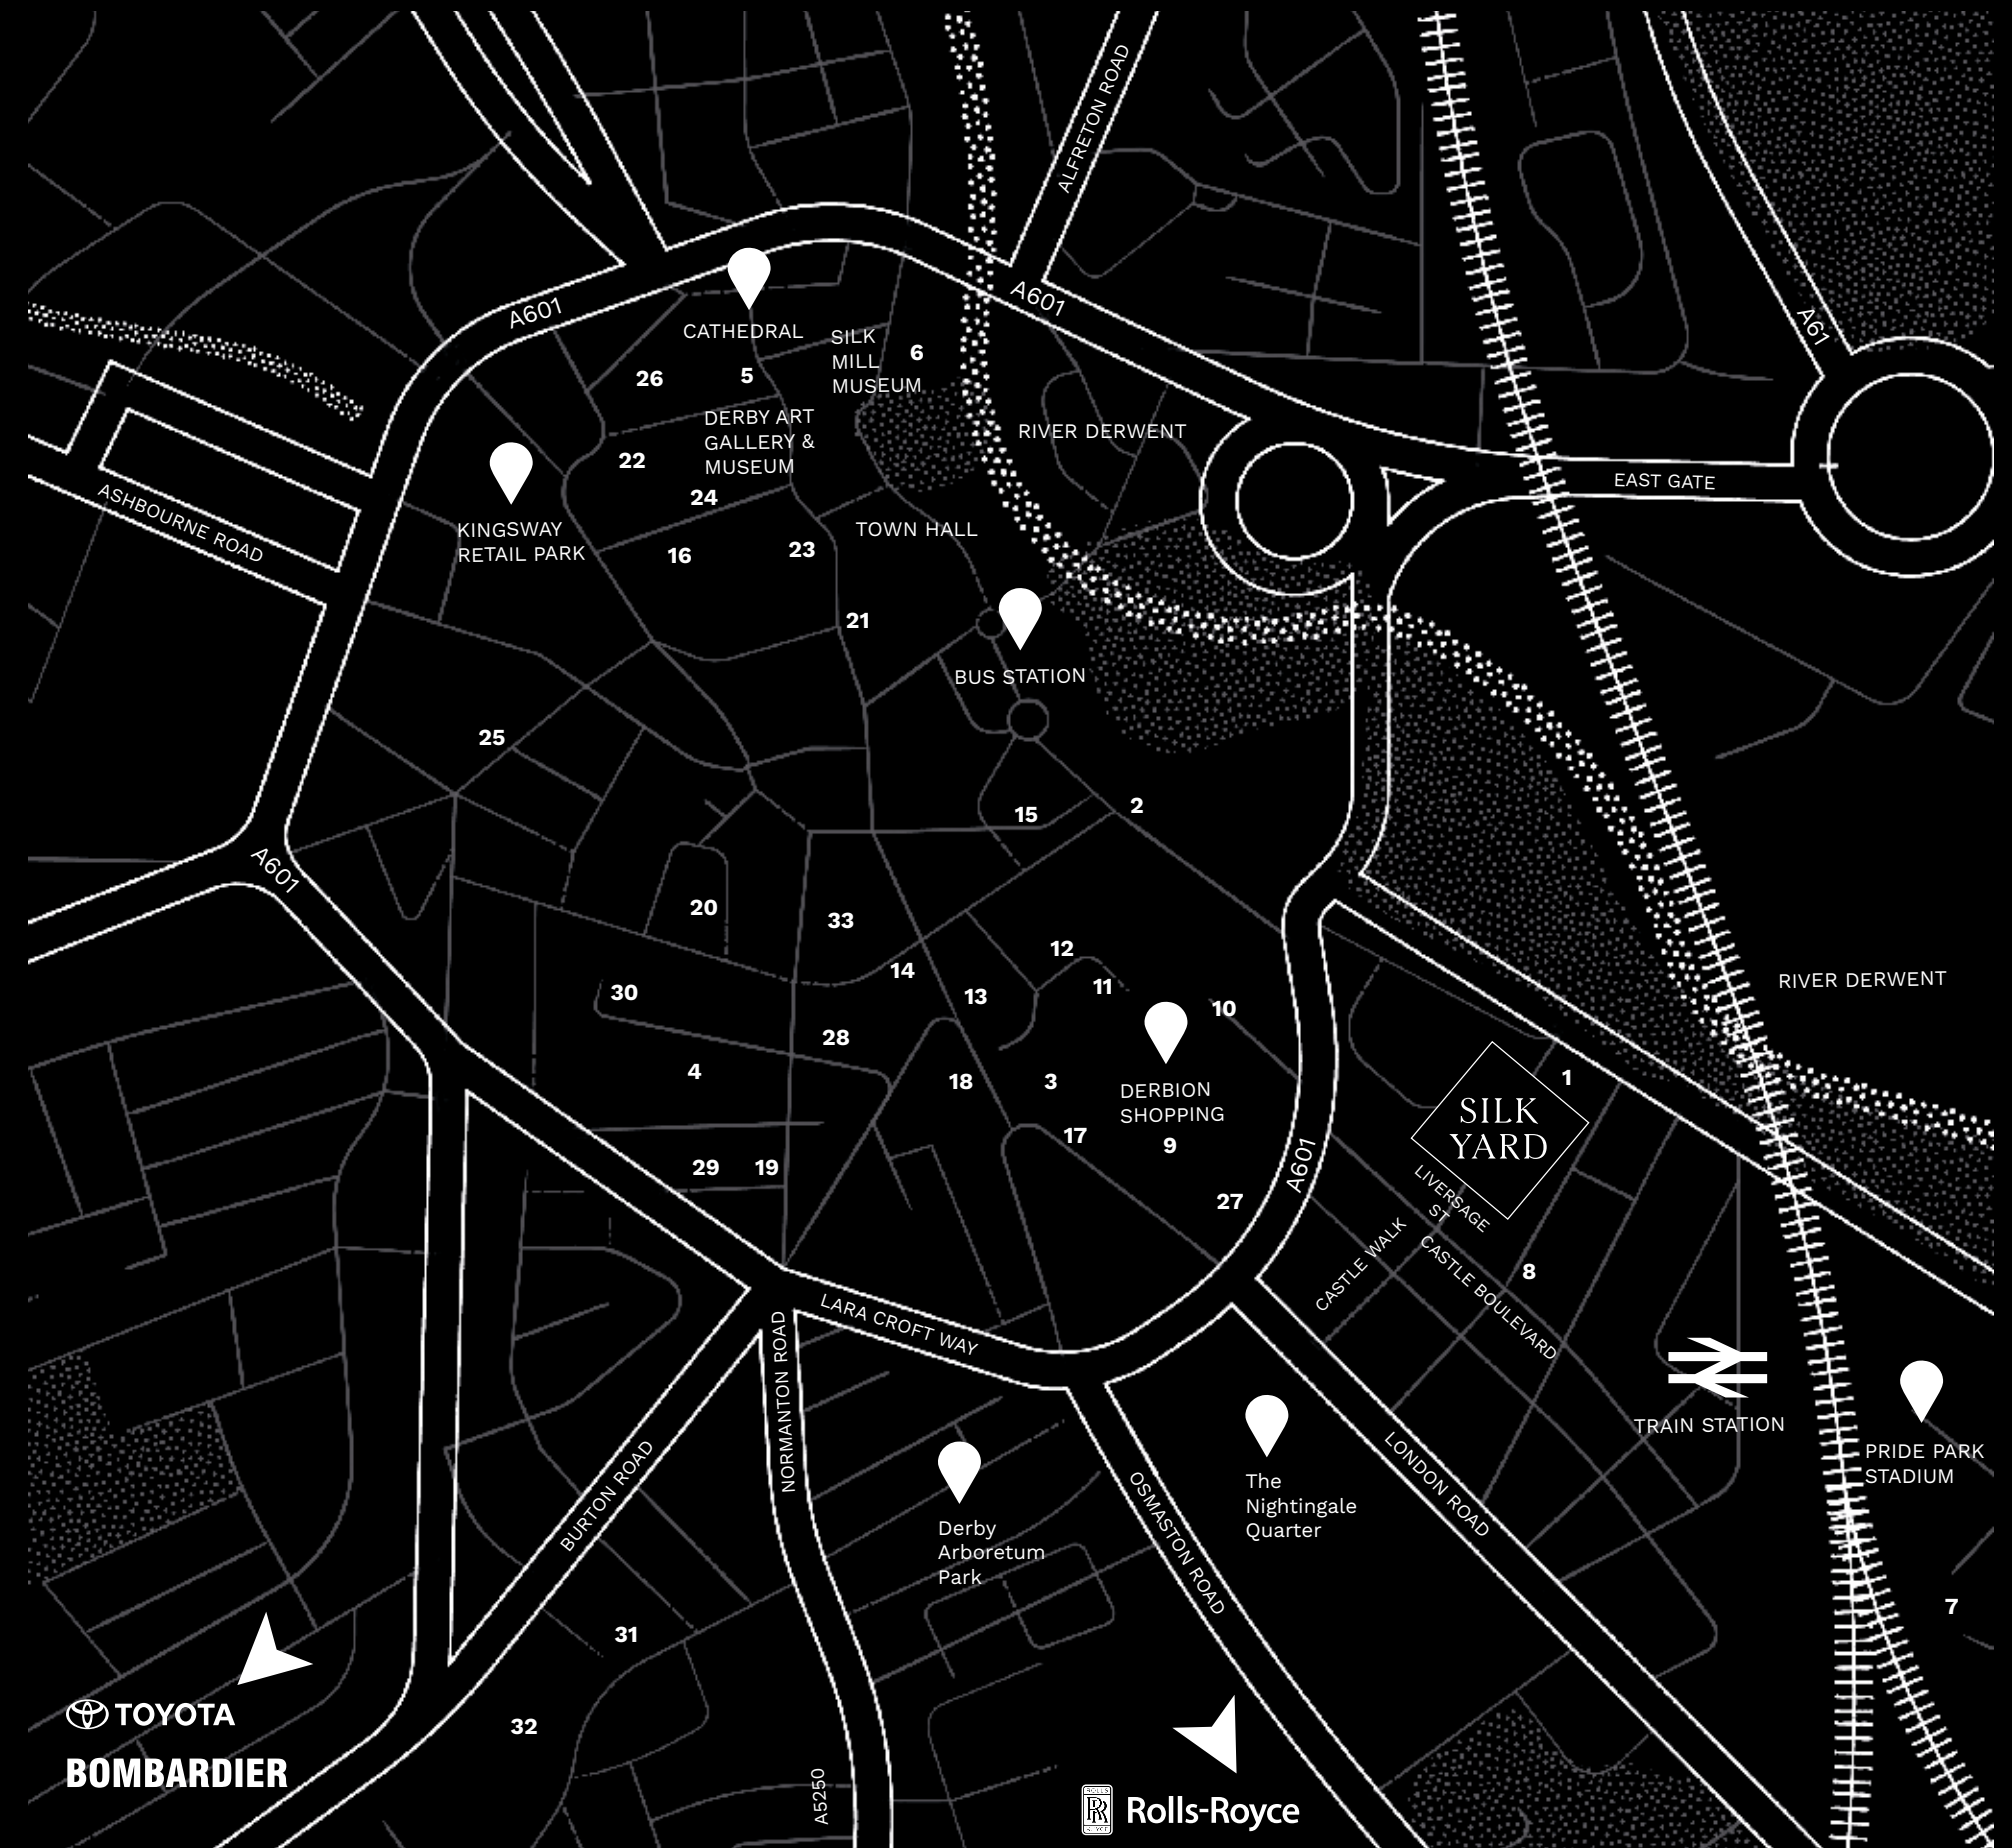 ALFRETON ROAD
A601
A601
A61
CATHEDRAL
SILK
MILL
MUSEUM
6
26
5
DERBY ART
GALLERY &
MUSEUM
RIVER DERWENT
22
24
EAST GATE
ASHBOURNE ROAD
KINGSWAY
RETAIL PARK
TOWN HALL
16
23
21
BUS STATION
25
15
2
A601
20
33
12
14
11
13
10
30
RIVER DERWENT
28
4
18
3
DERBION
SHOPPING
1
SILK
YARD
17
9
29
19
A601
27
LIVERSAGE
ST
CASTLE WALK
CASTLE BOULEVARD
8
LARA CROFT WAY
NORMANTON ROAD
TRAIN STATION
PRIDE PARK
STADIUM
BURTON ROAD
LONDON ROAD
The
Nightingale
Quarter
OSMASTON ROAD
Derby
Arboretum
Park
7
31
32
TOYOTA
BOMBARDIER
A5250
ROLLS
RR
ROYCE
Rolls-Royce